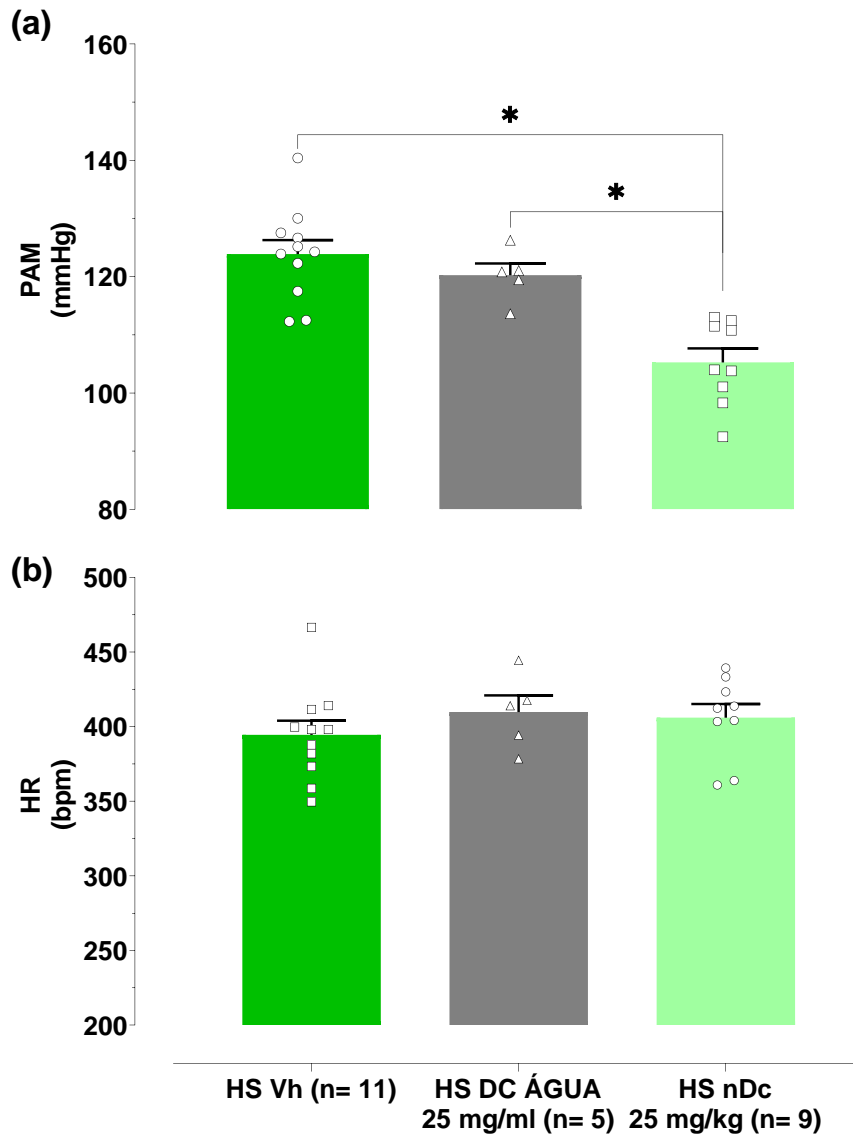 (a)
160
140
120
100
80
PAM
(mmHg)
*
*
(b)
500
450
400
350
300
250
200
HR
(bpm)
HS Vh (n= 11)
HS DC ÁGUA
25 mg/ml (n= 5)
HS nDc
25 mg/kg (n= 9)